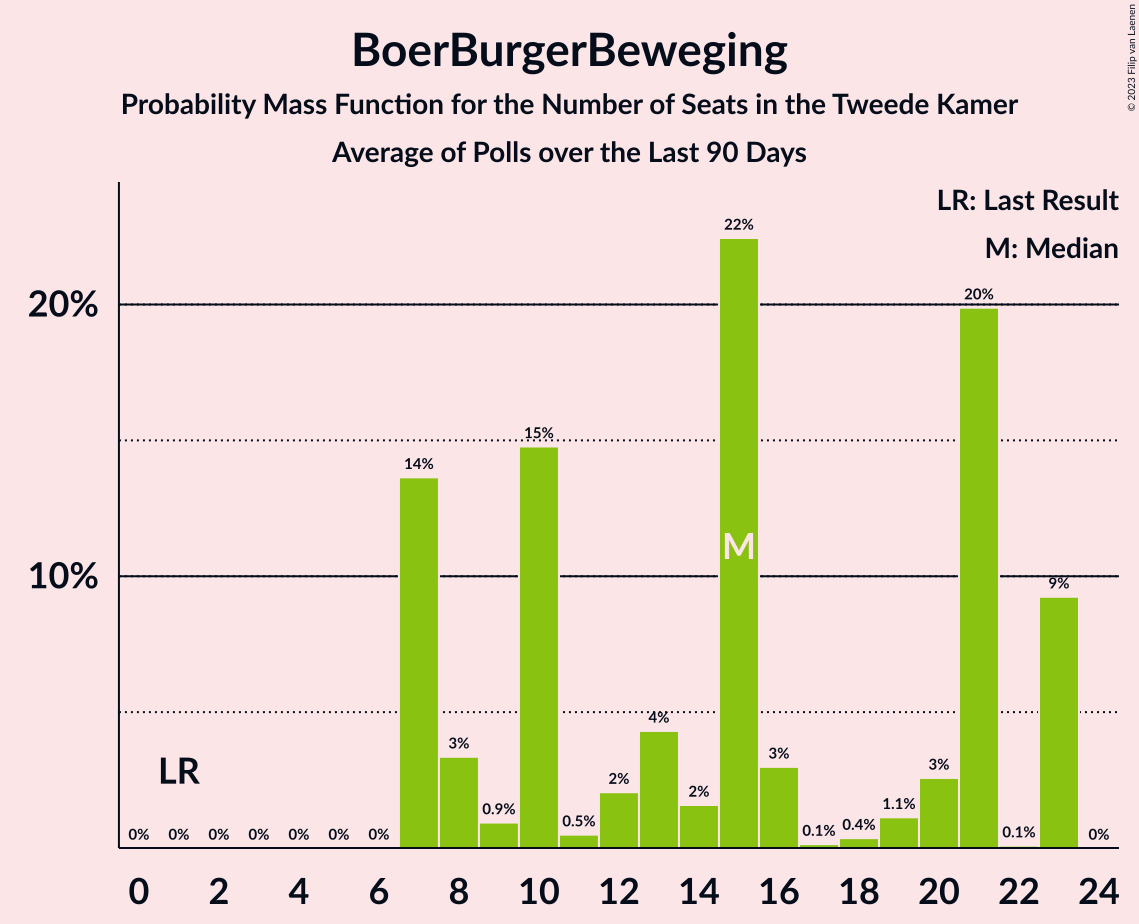 BoerBurgerBeweging
Probability Mass Function for the Number of Seats in the Tweede Kamer
Average of Polls over the Last 90 Days
© 2023 Filip van Laenen
LR: Last Result
M: Median
20%
10%
0% 0% 0% 0% 0% 0% 0% 14% 3% 0.9% 15% 0.5% 2% 4% 2% 22% 3% 0.1% 0.4% 1.1% 3% 20% 0.1% 9% 0%
LR
M
0 2 4 6 8 10 12 14 16 18 20 22 24